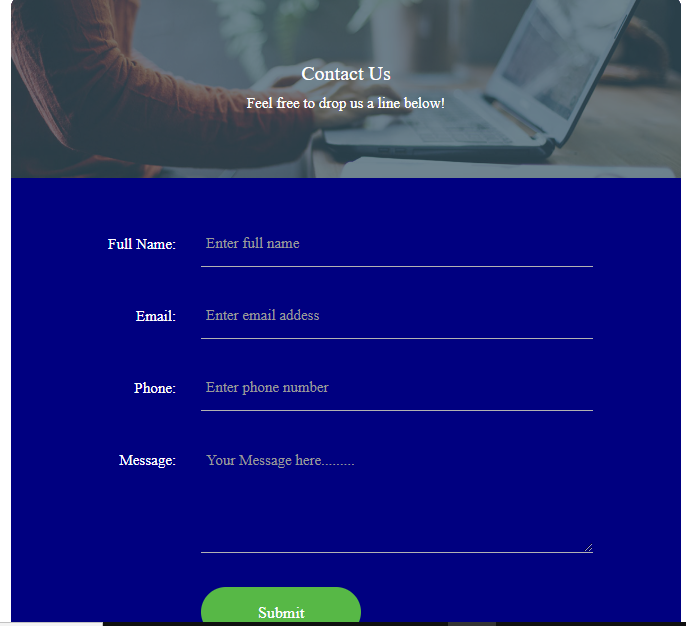 Contact Us
Feel free to drop us a line below!
Full Name: Enter full name
Email: Enter email addess
Phone: Enter phone number
Message: Your Message here.........
Submit